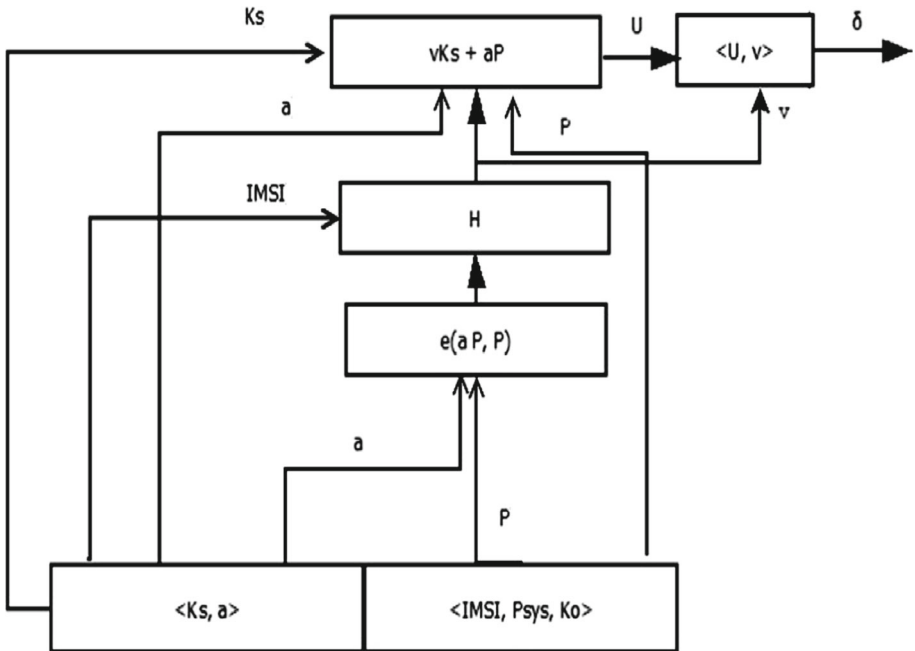 Ks
vKs + aP
U
<U, v>
δ
a
P
v
IMSI
H
e(a P, P)
a
P
<Ks, a>
<IMSI, Psys, Ko>